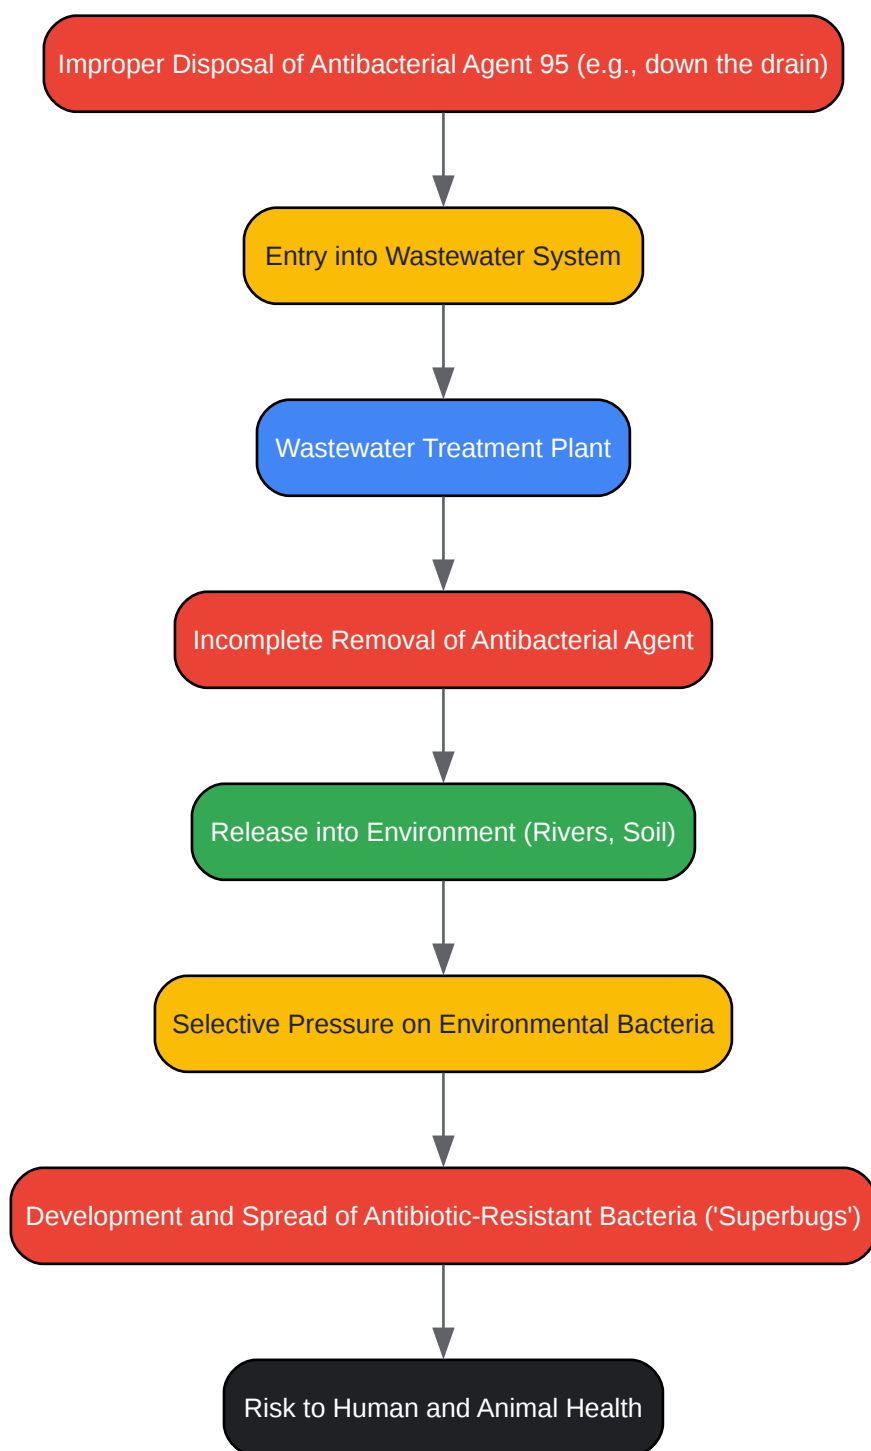 Improper Disposal of Antibacterial Agent 95 (e.g., down the drain)
Entry into Wastewater System
Wastewater Treatment Plant
Incomplete Removal of Antibacterial Agent
Release into Environment (Rivers, Soil)
Selective Pressure on Environmental Bacteria
Development and Spread of Antibiotic-Resistant Bacteria ('Superbugs')
Risk to Human and Animal Health